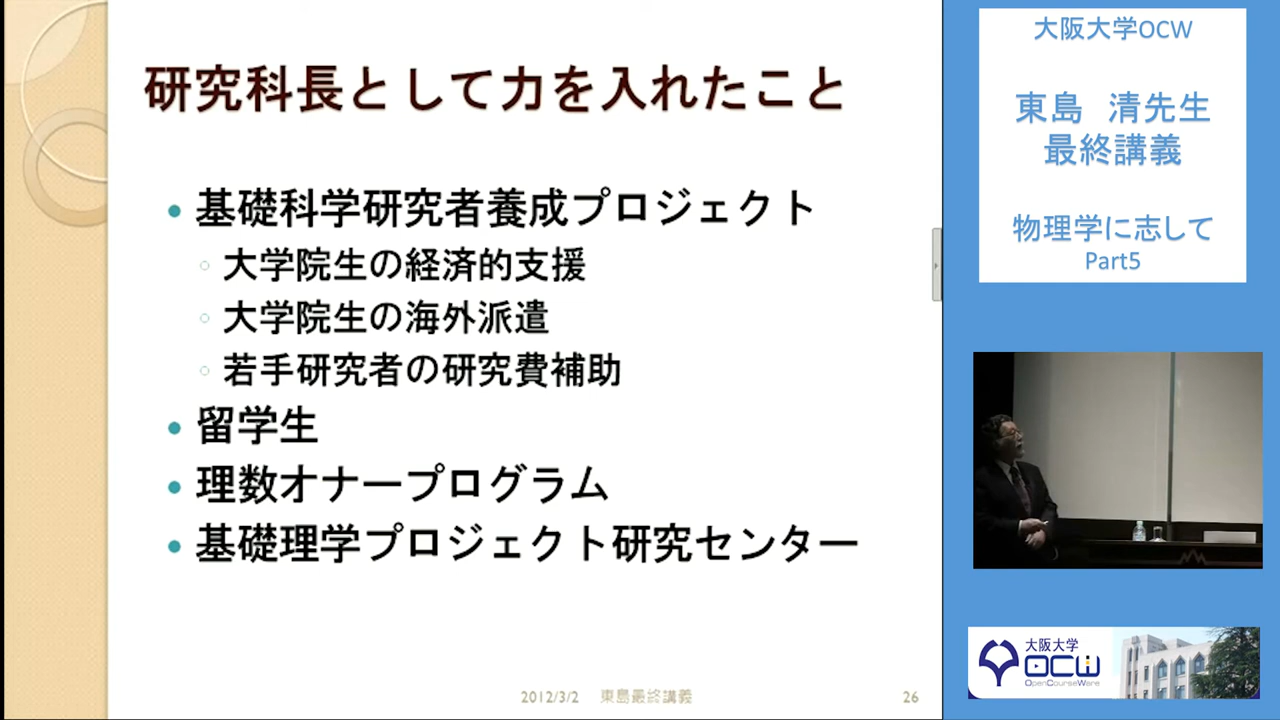 研究科長として力を入れたこと
基礎科学研究者養成プロジェクト
大学院生の経済的支援
大学院生の海外派遣
若手研究者の研究費補助
留学生
理数オナープログラム
基礎理学プロジェクト研究センター
2012/3/2 東島最終講義 26
大阪大学OCW
東島 清先生
最終講義
物理学に志して
Part5
大阪大学
OCW
OpenCourseWare